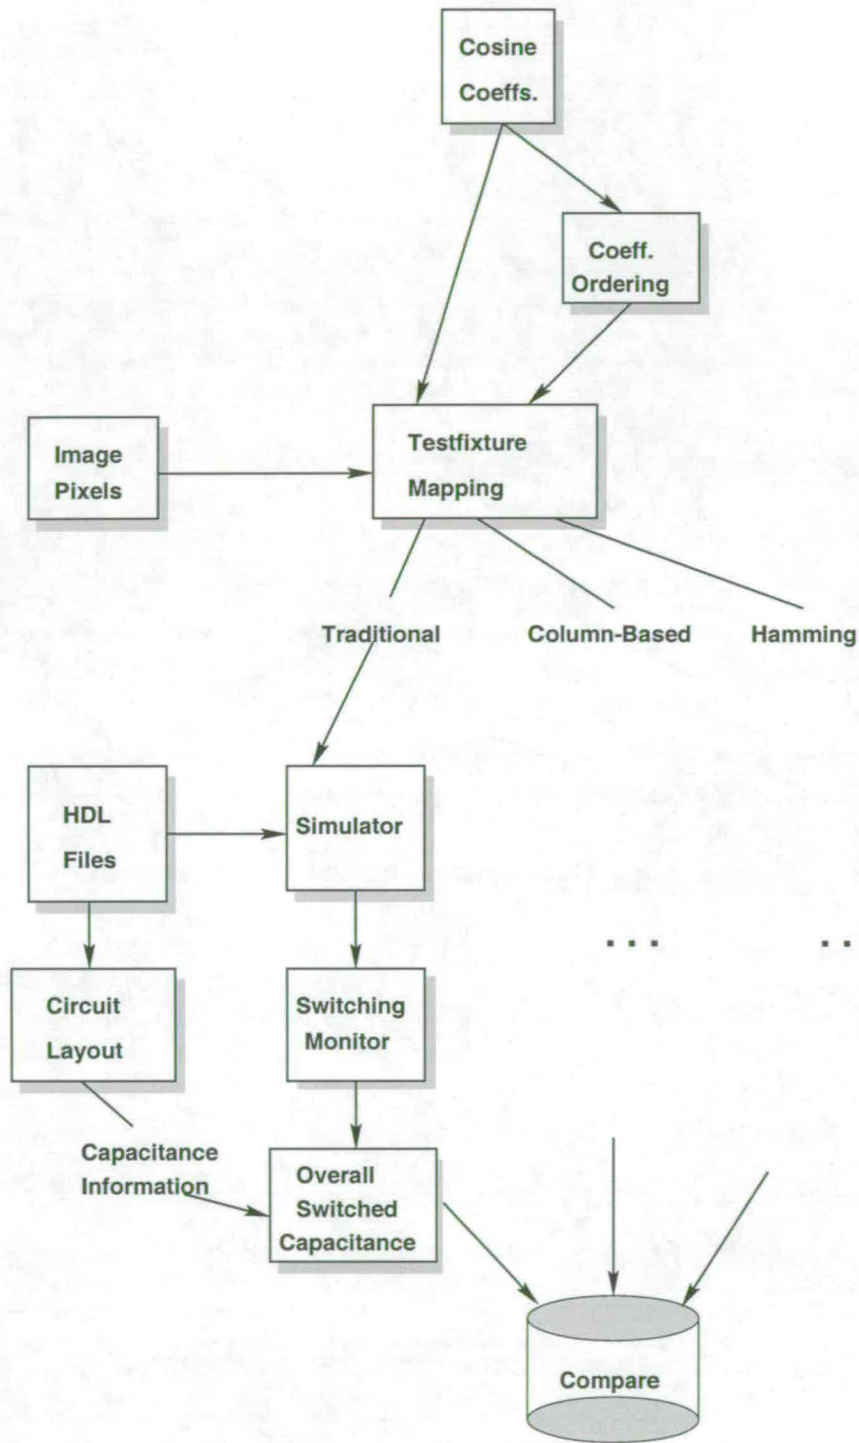 Cosine
Coeffs.
Coeff.
Ordering
Image
Pixels
Testfixture
Mapping
Traditional
Column-Based
Hamming
HDL
Files
Simulator
. . .
. .
Circuit
Layout
Switching
Monitor
Capacitance
Information
Overall
Switched
Capacitance
Compare